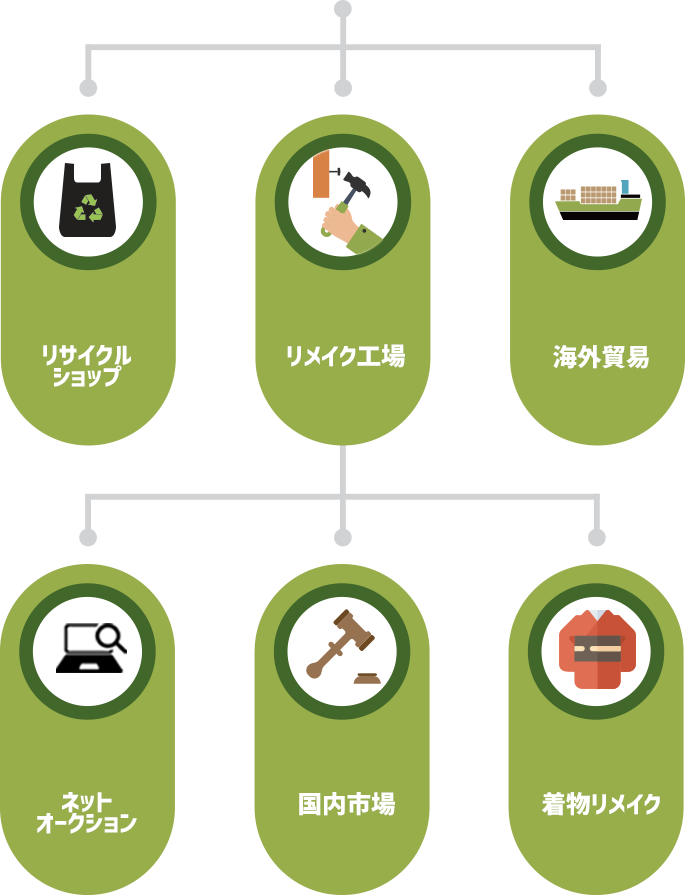 リサイクル
ショップ
リメイク工場
海外貿易
ネット
オークション
国内市場
着物リメイク